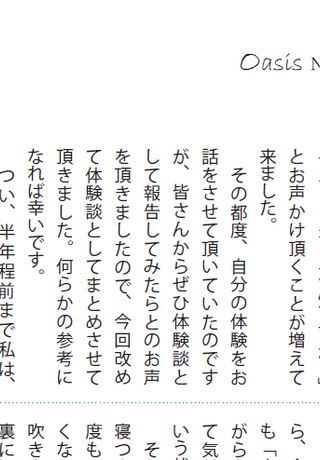 Oasis N
とお声かけ頂くことが増えて
来ました。
その都度、自分の体験をお
話をさせて頂いていたのです
が、皆さんからぜひ体験談と
して報告してみたらとのお声
を頂きましたので、今回改め
て体験談としてまとめさせて
頂きました。何らかの参考に
なれば幸いです。
つい、半年程前まで私は、
ら、
も「
がら
て気
いう
そ
寝つ
度も
くな
吹き
裏に